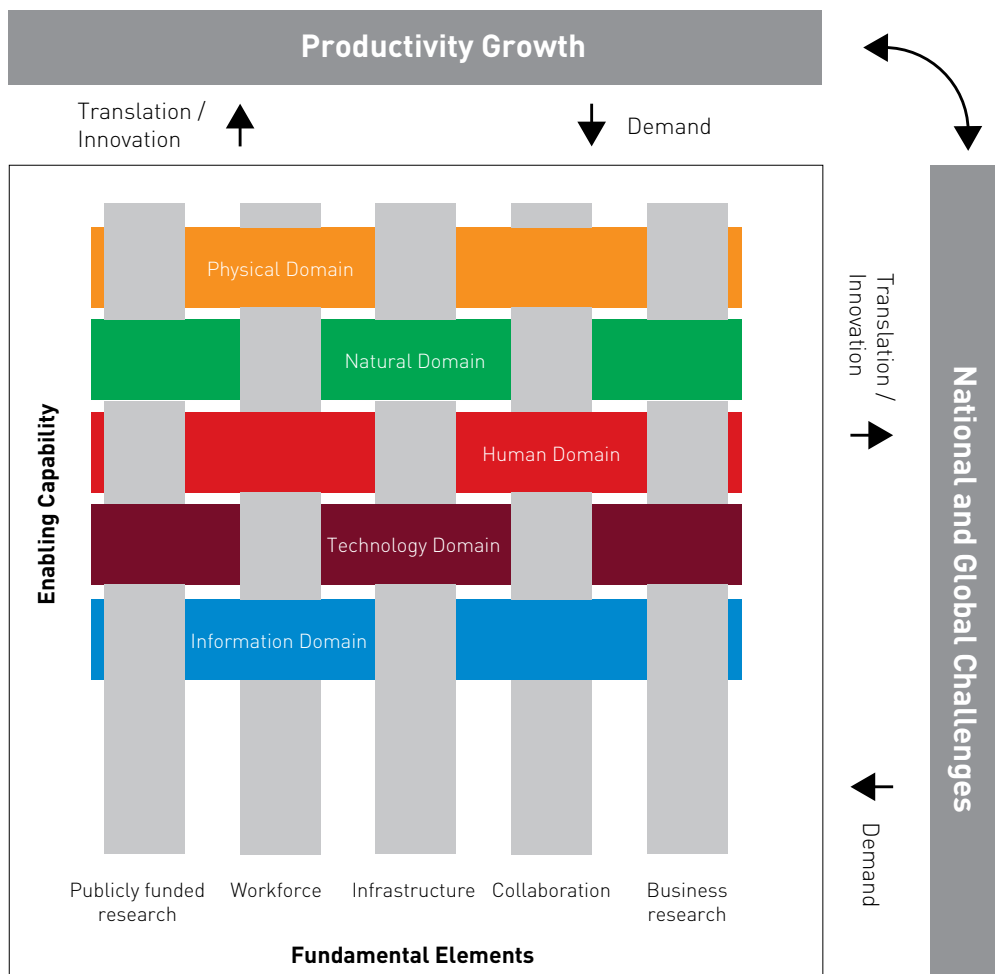 Productivity Growth
Translation /
Innovation
Demand
Physical Domain
Natural Domain
Human Domain
Technology Domain
Information Domain
Enabling Capability
Publicly funded
research
Workforce
Infrastructure
Collaboration
Business
research
Fundamental Elements
Translation /
Innovation
Demand
National and Global Challenges